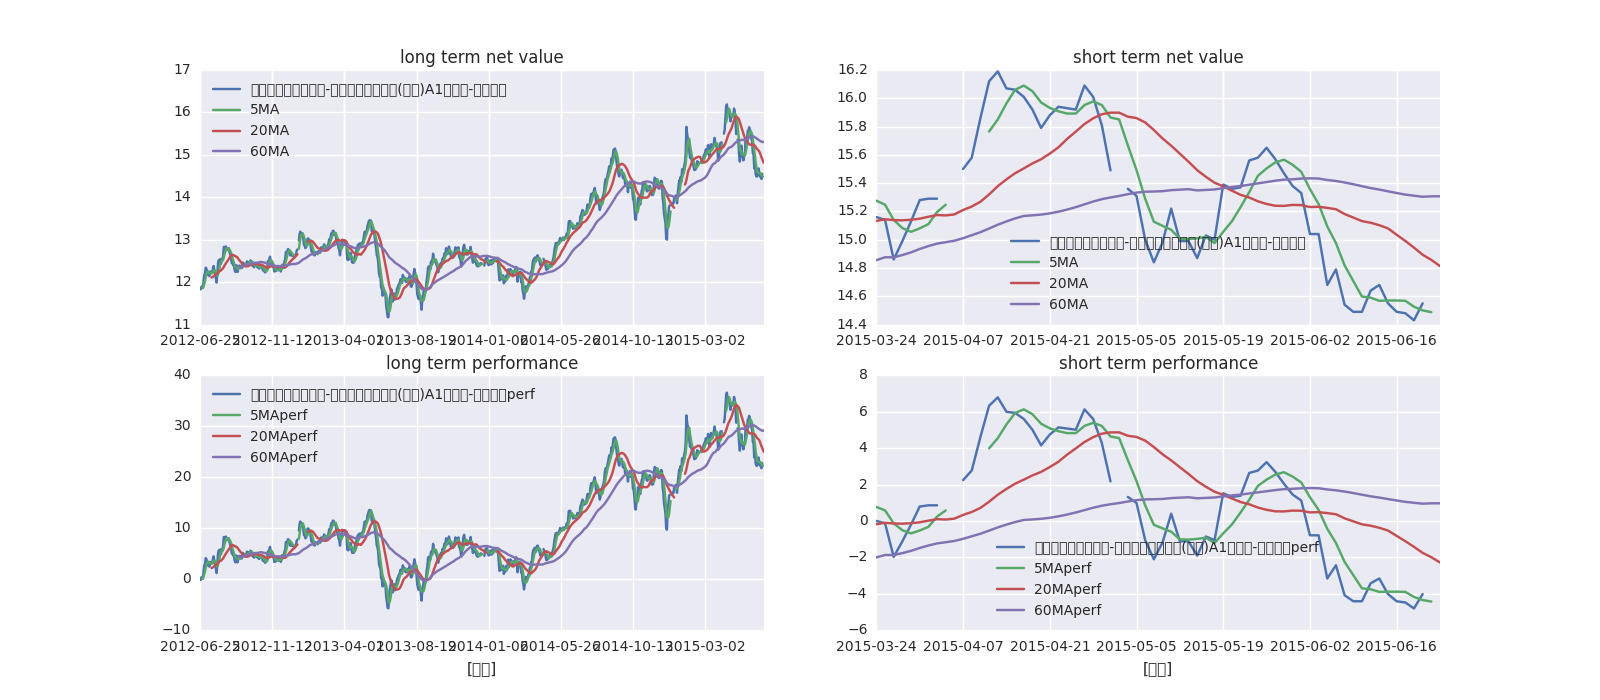 long term net value
17
16
15
14
13
12
11
-
(
)A1
-
5MA
20MA
60MA
2012-06-25 2012-11-12 2013-04-01 2013-08-19 2014-01-06 2014-05-26 2014-10-13 2015-03-02
short term net value
16.2
16.0
15.8
15.6
15.4
15.2
15.0
14.8
14.6
14.4
-
(
)A1
-
5MA
20MA
60MA
2015-03-24 2015-04-07 2015-04-21 2015-05-05 2015-05-19 2015-06-02 2015-06-16
long term performance
40
30
20
10
0
−10
-
(
)A1
-
perf
5MAperf
20MAperf
60MAperf
2012-06-25 2012-11-12 2013-04-01 2013-08-19 2014-01-06 2014-05-26 2014-10-13 2015-03-02
[
]
short term performance
8
6
4
2
0
−2
−4
−6
-
(
)A1
-
perf
5MAperf
20MAperf
60MAperf
2015-03-24 2015-04-07 2015-04-21 2015-05-05 2015-05-19 2015-06-02 2015-06-16
[
]